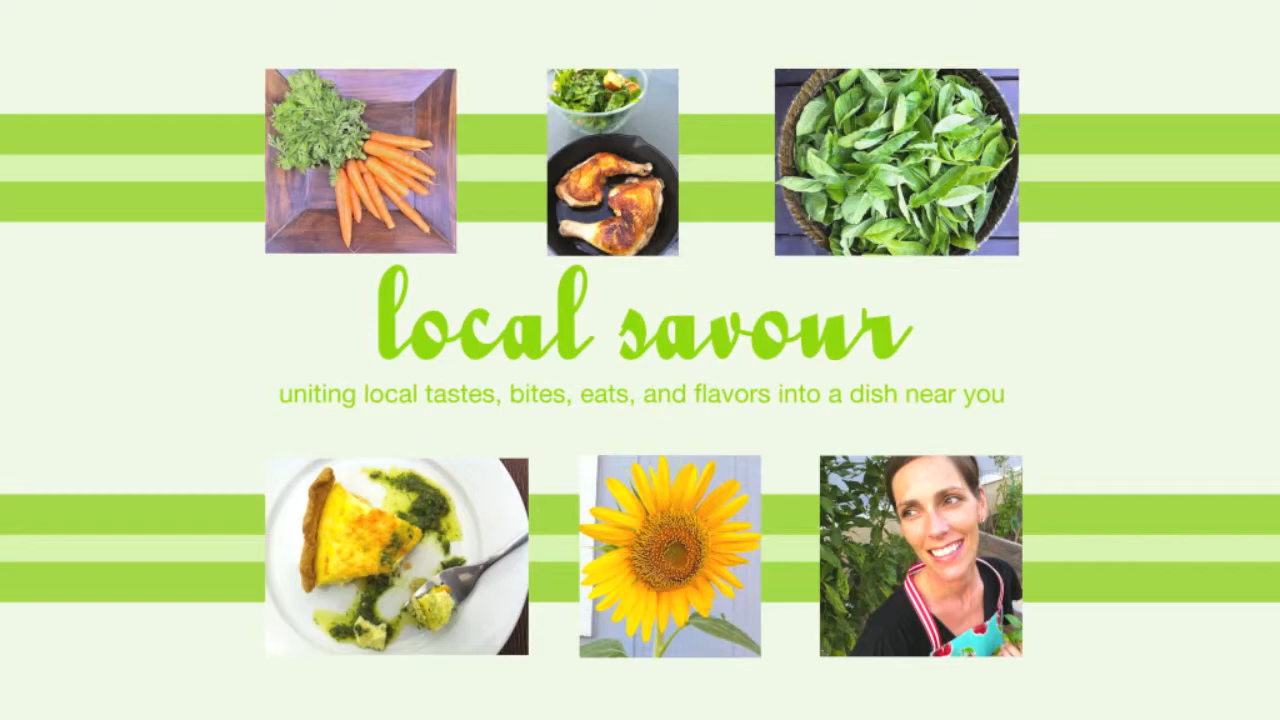 local savour
uniting local tastes, bites, eats, and flavors into a dish near you